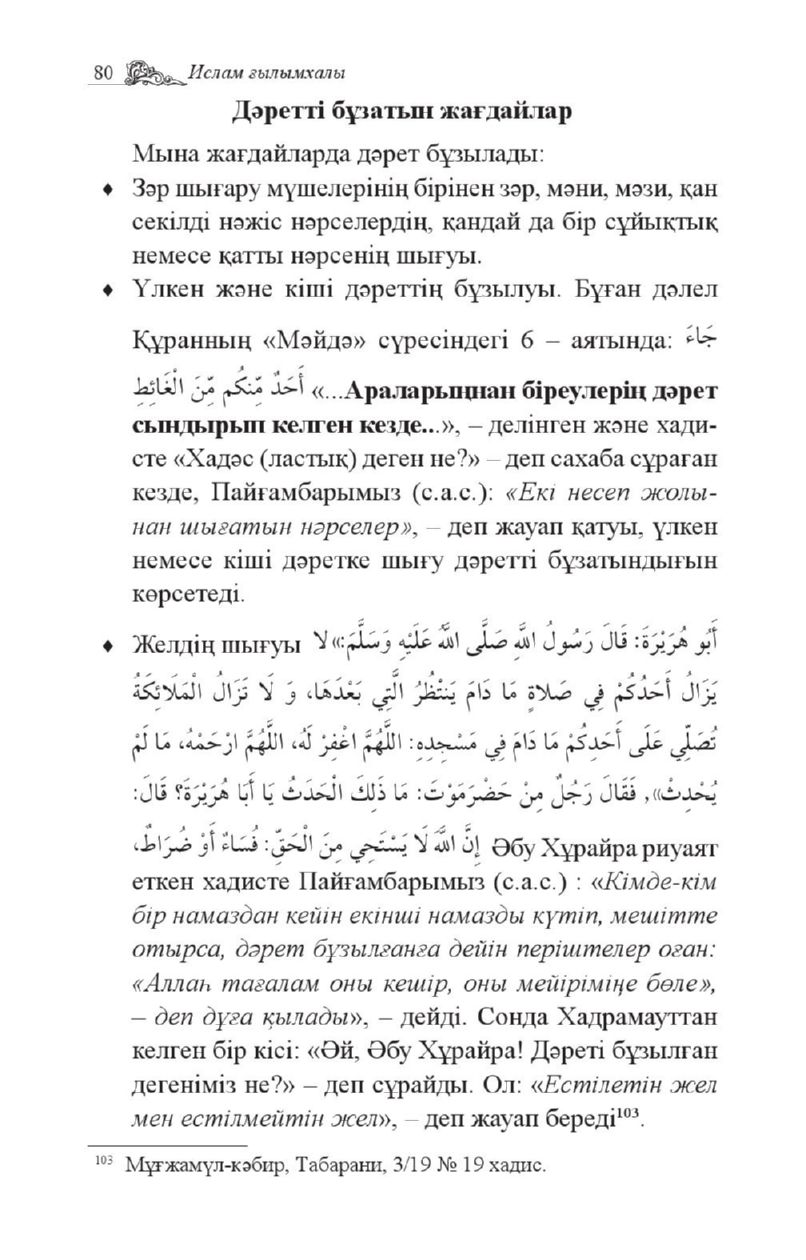 80 Ислам ғылымхалы
Дәретті бұзатын жағдайлар
Мына жағдайларда дәрет бұзылады:
♦ Зәр шығару мүшелерінің бірінен зәр, мәни, мәзи, қан
секілді нәжіс нәрселердің, қандай да бір сұйықтық
немесе қатты нәрсенің шығуы.
♦ Үлкен және кіші дәреттің бұзылуы. Бұған дәлел
Құранның «Мәйдә» сүресіндегі 6 – аятында: جَاءَ
أَحَدٌ مِّنكُم مِّنَ الْغَائِطِ «...Араларыңнан біреулерің дәрет
сындырып келген кезде...», – делінген және хади-
сте «Хадәс (ластық) деген не?» – деп сахаба сұраған
кезде, Пайғамбарымыз (с.а.с.): «Екі несеп жолы-
нан шығатын нәрселер», – деп жауап қатуы, үлкен
немесе кіші дәретке шығу дәретті бұзатындығын
көрсетеді.
♦ Желдің шығуы أَبُو هُرَيْرَةَ: قَالَ رَسُولُ اللهِ صَلَّى اللهُ عَلَيْهِ وَسَلَّمَ:«لا
يَزَالُ أَحَدُكُمْ فِي صَلاةٍ مَا دَامَ يَنْتَظِرُ الَّتِي بَعْدَهَا، وَ لَا تَزَالُ الْمَلَائِكَةُ
تُصَلِّي عَلَى أَحَدِكُمْ مَا دَامَ فِي مَسْجِدِهِ: اللَّهُمَّ اغْفِرْ لَهُ، اللَّهُمَّ ارْحَمْهُ، مَا لَمْ
يُحْدِثْ», فَقَالَ رَجُلٌ مِنْ حَضْرَمَوْتَ: مَا ذَلِكَ الْحَدَثُ يَا أَبَا هُرَيْرَةَ؟ قَالَ:
إِنَّ اللهَ لَا يَسْتَحِي مِنَ الْحَقِّ: فُسَاءٌ أَوْ ضُرَاطٌ، Әбу Хұрайра риуаят
еткен хадисте Пайғамбарымыз (с.а.с.) : «Кімде-кім
бір намаздан кейін екінші намазды күтіп, мешітте
отырса, дәрет бұзылғанға дейін періштелер оған:
«Аллаһ тағалам оны кешір, оны мейіріміңе бөле»,
– деп дұға қылады», – дейді. Сонда Хадрамауттан
келген бір кісі: «Әй, Әбу Хұрайра! Дәреті бұзылған
дегеніміз не?» – деп сұрайды. Ол: «Естілетін жел
мен естілмейтін жел», – деп жауап береді¹⁰³.
¹⁰³ Мұғжамүл-кәбир, Табарани, 3/19 № 19 хадис.